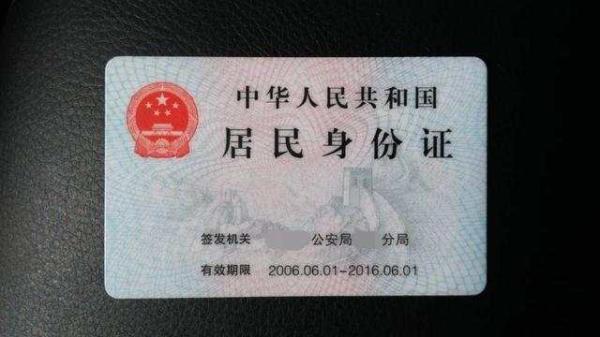 中华人民共和国
居民身份证
签发机关 公安局 分局
有效期限 2006.06.01-2016.06.01